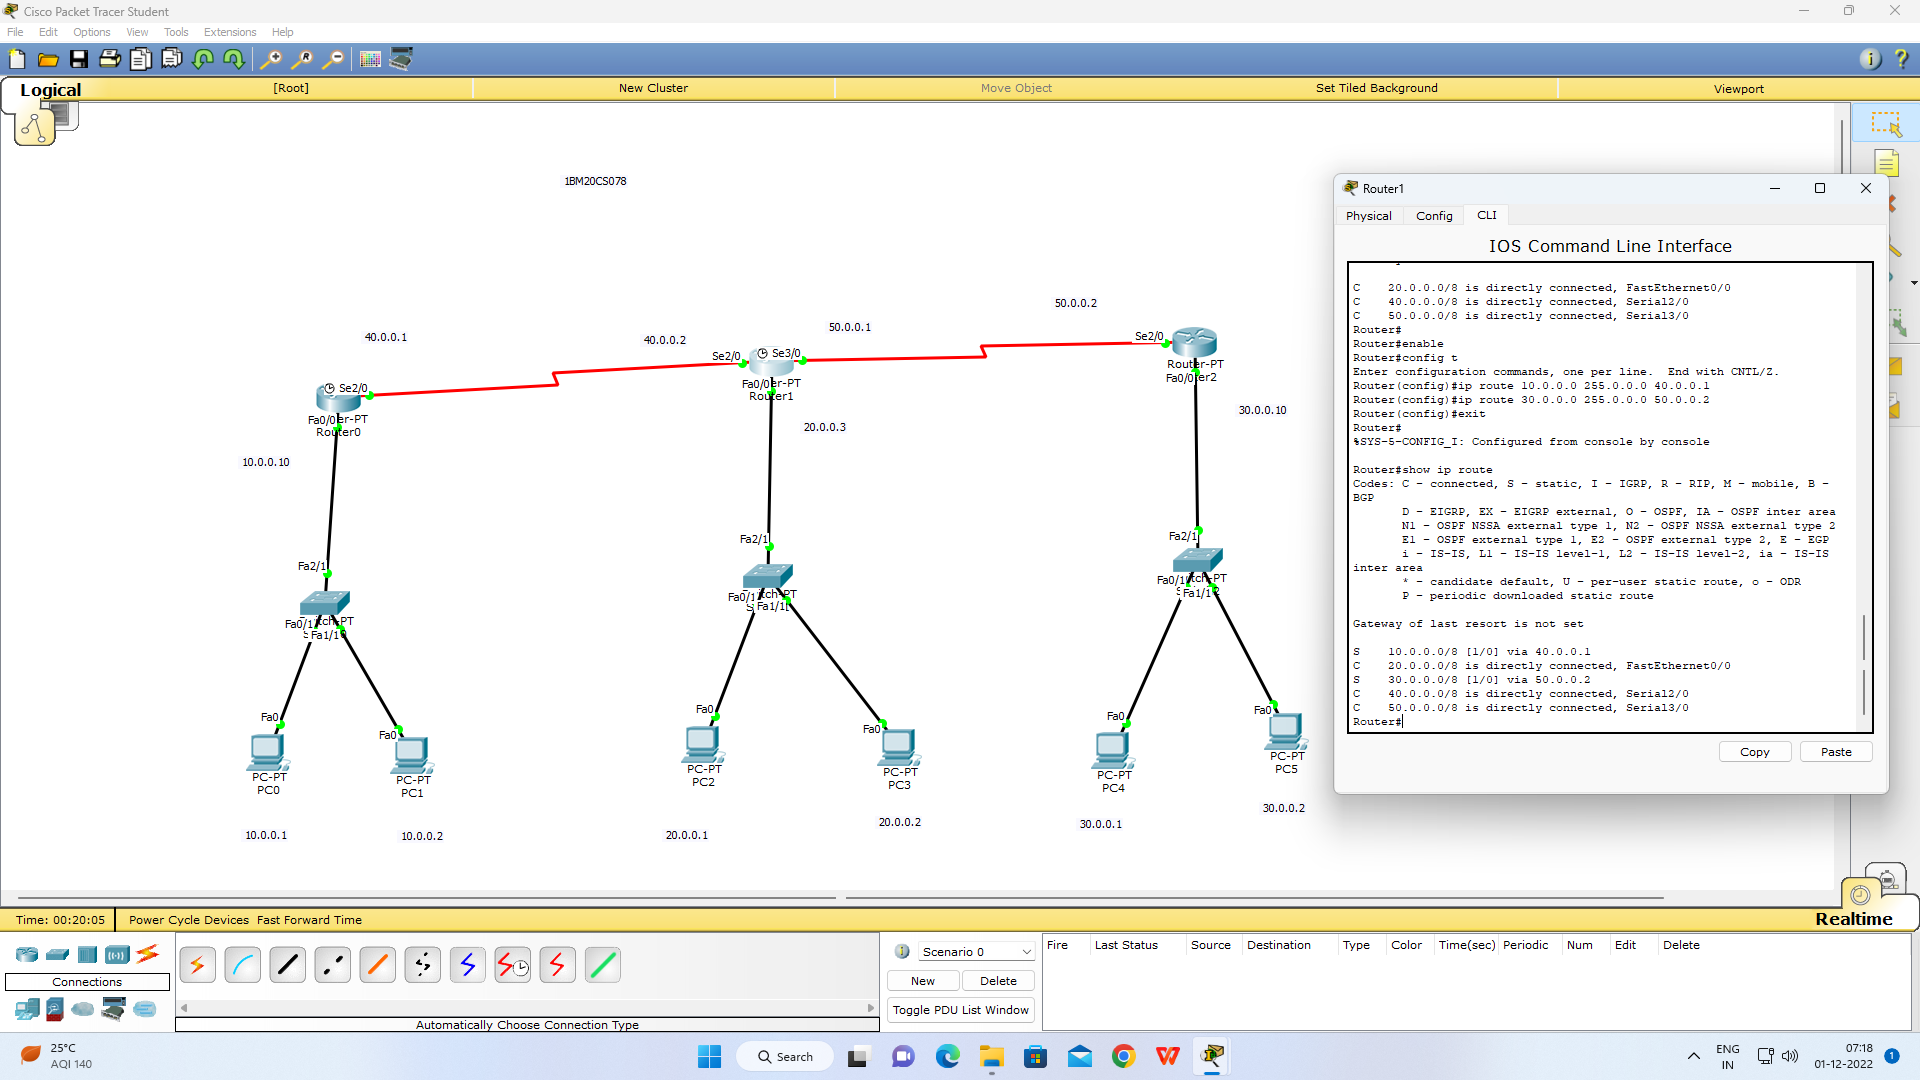 Cisco Packet Tracer Student
File Edit Options View Tools Extensions Help
Logical
[Root]
New Cluster
Move Object
Set Tiled Background
Viewport
1BM20CS078
40.0.0.1
40.0.0.2
50.0.0.1
50.0.0.2
Se2/0
Se2/0
Se3/0
Se2/0
Fa0/0er-PT
Router0
Fa0/0er-PT
Router1
Router-PT
Fa0/0ter2
20.0.0.3
30.0.0.10
10.0.0.10
Fa2/1
Fa2/1
Fa2/1
Fa0/1 itch-PT
S Fa1/1
Fa0/1 tch-PT
S Fa1/1
Fa0/1 itch-PT
Fa1/1
Fa0
Fa0
Fa0
Fa0
Fa0
Fa0
PC-PT
PC0
PC-PT
PC1
PC-PT
PC2
PC-PT
PC3
PC-PT
PC4
PC-PT
PC5
10.0.0.1
10.0.0.2
20.0.0.1
20.0.0.2
30.0.0.1
30.0.0.2
Router1
Physical Config CLI
IOS Command Line Interface
C 20.0.0.0/8 is directly connected, FastEthernet0/0
C 40.0.0.0/8 is directly connected, Serial2/0
C 50.0.0.0/8 is directly connected, Serial3/0
Router#
Router#enable
Router#config t
Enter configuration commands, one per line. End with CNTL/Z.
Router(config)#ip route 10.0.0.0 255.0.0.0 40.0.0.1
Router(config)#ip route 30.0.0.0 255.0.0.0 50.0.0.2
Router(config)#exit
Router#
%SYS-5-CONFIG_I: Configured from console by console
Router#show ip route
Codes: C - connected, S - static, I - IGRP, R - RIP, M - mobile, B -
BGP
D - EIGRP, EX - EIGRP external, O - OSPF, IA - OSPF inter area
N1 - OSPF NSSA external type 1, N2 - OSPF NSSA external type 2
E1 - OSPF external type 1, E2 - OSPF external type 2, E - EGP
i - IS-IS, L1 - IS-IS level-1, L2 - IS-IS level-2, ia - IS-IS
inter area
* - candidate default, U - per-user static route, o - ODR
P - periodic downloaded static route
Gateway of last resort is not set
S 10.0.0.0/8 [1/0] via 40.0.0.1
C 20.0.0.0/8 is directly connected, FastEthernet0/0
S 30.0.0.0/8 [1/0] via 50.0.0.2
C 40.0.0.0/8 is directly connected, Serial2/0
C 50.0.0.0/8 is directly connected, Serial3/0
Router#
Copy Paste
Realtime
Time: 00:20:05 Power Cycle Devices Fast Forward Time
Connections
Automatically Choose Connection Type
Scenario 0
New Delete
Toggle PDU List Window
Fire Last Status Source Destination Type Color Time(sec) Periodic Num Edit Delete
25°C
AQI 140
Search
ENG
IN
07:18
01-12-2022
1